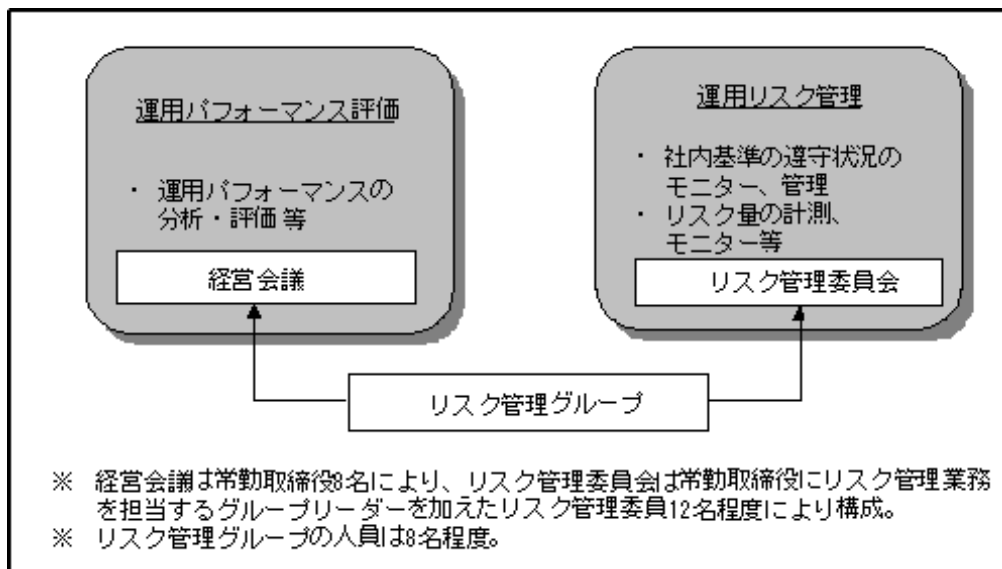 運用パフォーマンス評価
・ 運用パフォーマンスの
分析・評価 等
経営会議
運用リスク管理
・ 社内基準の遵守状況の
モニター、管理
・ リスク量の計測、
モニター等
リスク管理委員会
リスク管理グループ
※ 経営会議は常勤取締役8名により、リスク管理委員会は常勤取締役にリスク管理業務
を担当するグループリーダーを加えたリスク管理委員12名程度により構成。
※ リスク管理グループの人員は8名程度。